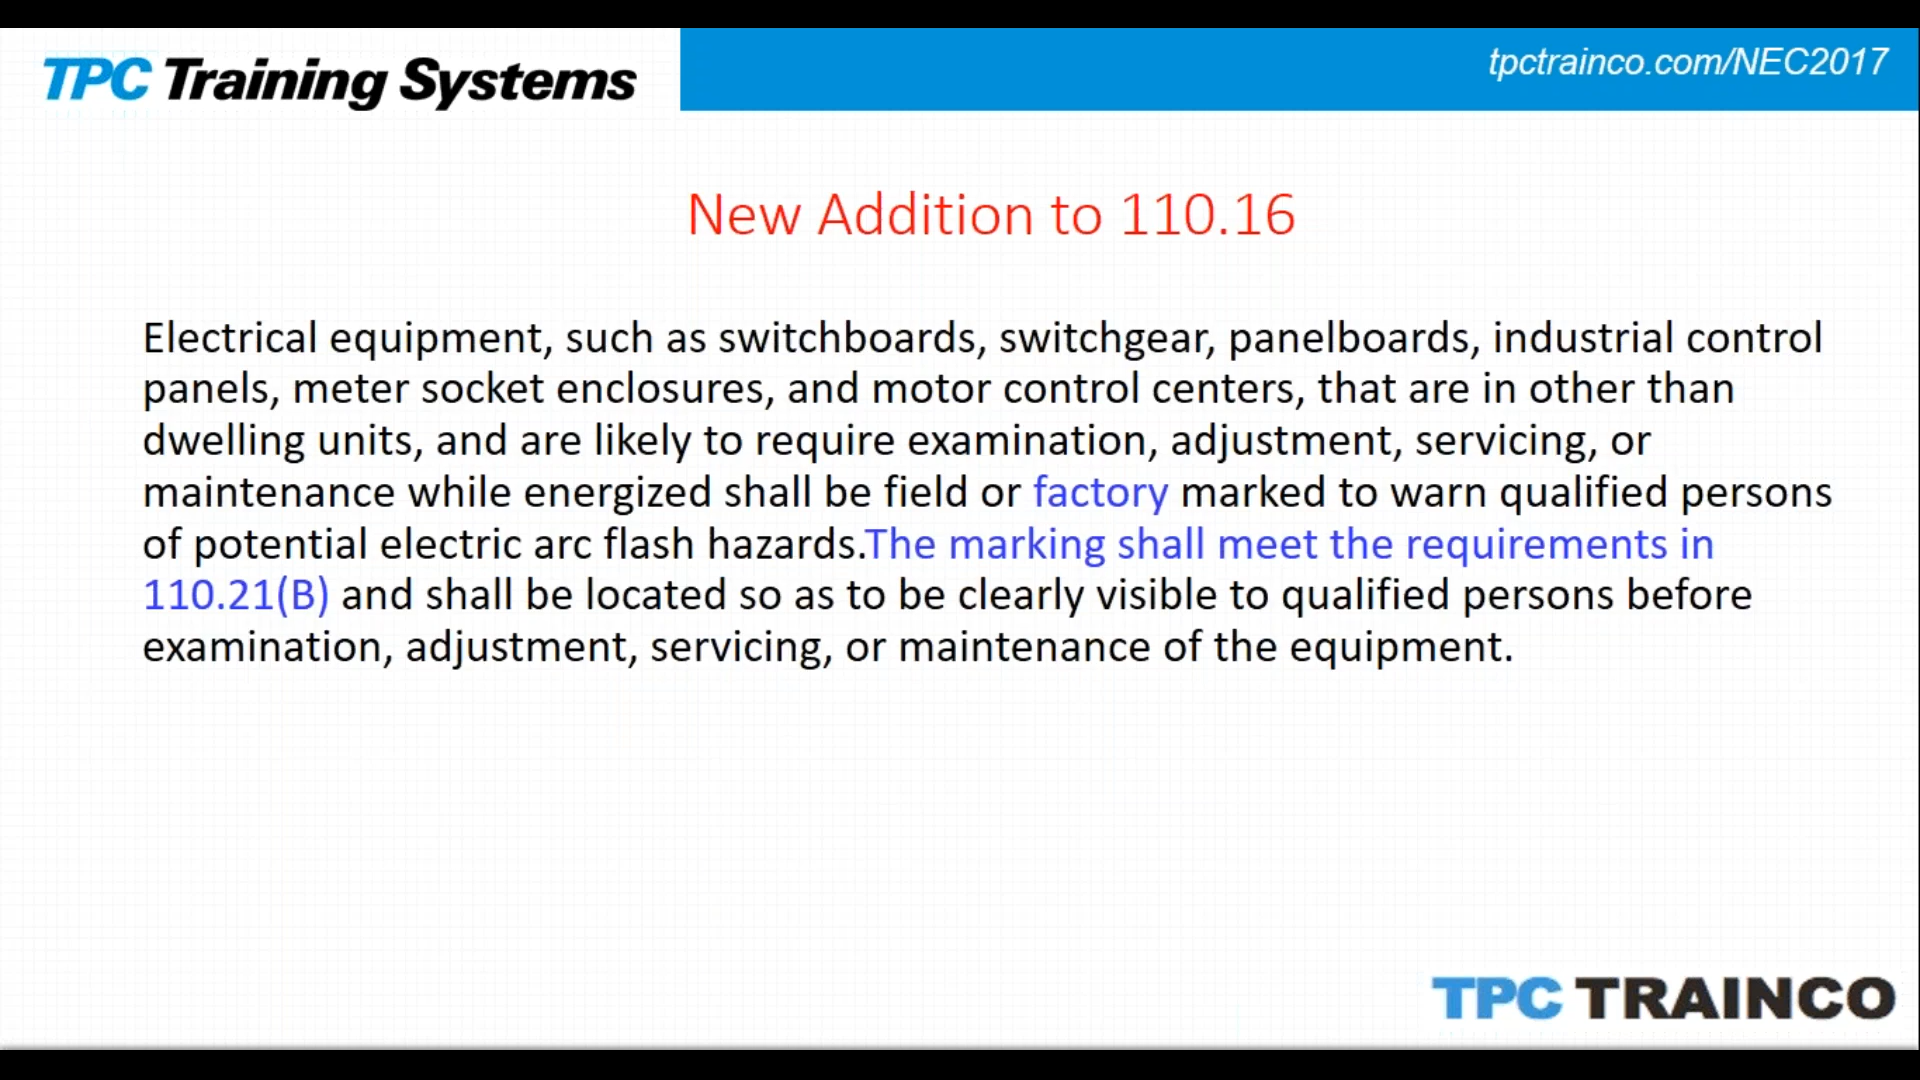 TPC Training Systems
tpctrainco.com/NEC2017
New Addition to 110.16
Electrical equipment, such as switchboards, switchgear, panelboards, industrial control
panels, meter socket enclosures, and motor control centers, that are in other than
dwelling units, and are likely to require examination, adjustment, servicing, or
maintenance while energized shall be field or factory marked to warn qualified persons
of potential electric arc flash hazards.The marking shall meet the requirements in
110.21(B) and shall be located so as to be clearly visible to qualified persons before
examination, adjustment, servicing, or maintenance of the equipment.
TPC TRAINCO